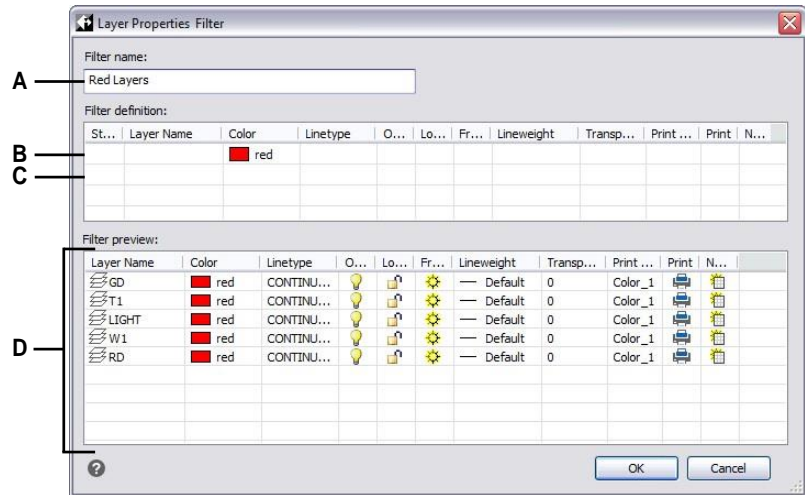 Layer Properties Filter
Filter name:
A
Red Layers
Filter definition:
St... Layer Name Color Linetype O... Lo... Fr... Lineweight Transp... Print ... Print N...
B
red
C
Filter preview:
Layer Name Color Linetype O... Lo... Fr... Lineweight Transp... Print ... Print N...
GD red CONTINU... Default 0 Color_1
T1 red CONTINU... Default 0 Color_1
LIGHT red CONTINU... Default 0 Color_1
W1 red CONTINU... Default 0 Color_1
D
RD red CONTINU... Default 0 Color_1
?
OK Cancel